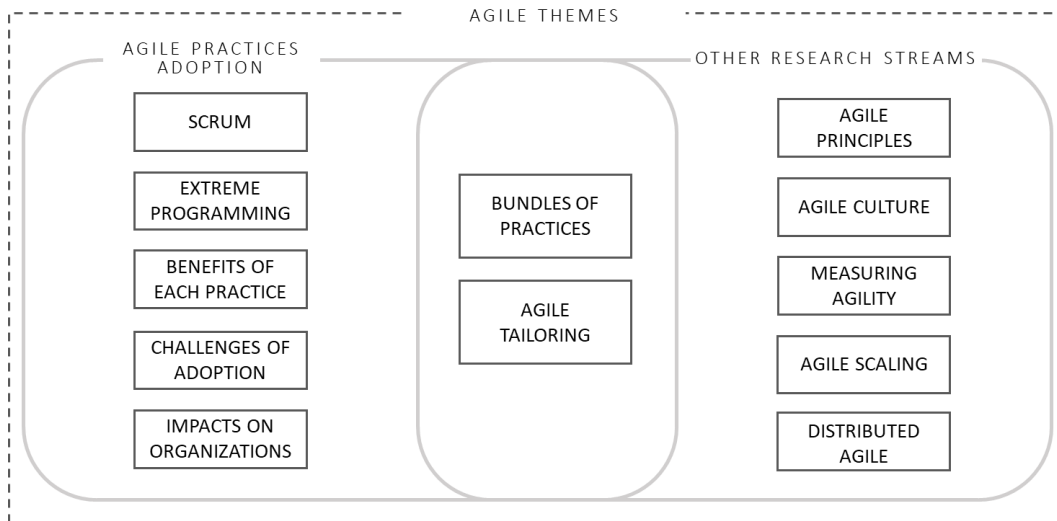 AGILE THEMES
AGILE PRACTICES
ADOPTION
SCRUM
EXTREME
PROGRAMMING
BENEFITS OF
EACH PRACTICE
CHALLENGES OF
ADOPTION
IMPACTS ON
ORGANIZATIONS
BUNDLES OF
PRACTICES
AGILE
TAILORING
OTHER RESEARCH STREAMS
AGILE
PRINCIPLES
AGILE CULTURE
MEASURING
AGILITY
AGILE SCALING
DISTRIBUTED
AGILE